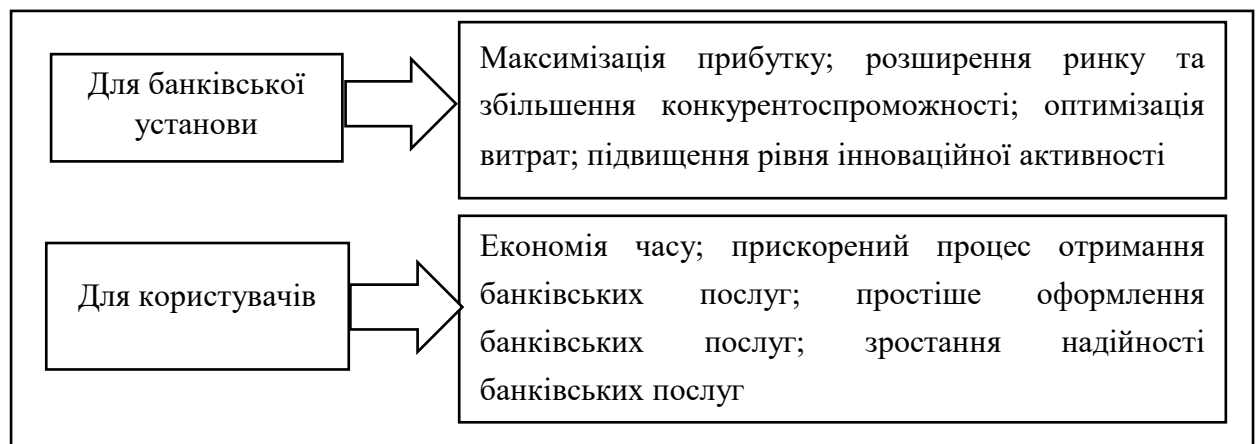 Для банківської
установи
Максимізація прибутку; розширення ринку та
збільшення конкурентоспроможності; оптимізація
витрат; підвищення рівня інноваційної активності
Для користувачів
Економія часу; прискорений процес отримання
банківських послуг; простіше оформлення
банківських послуг; зростання надійності
банківських послуг